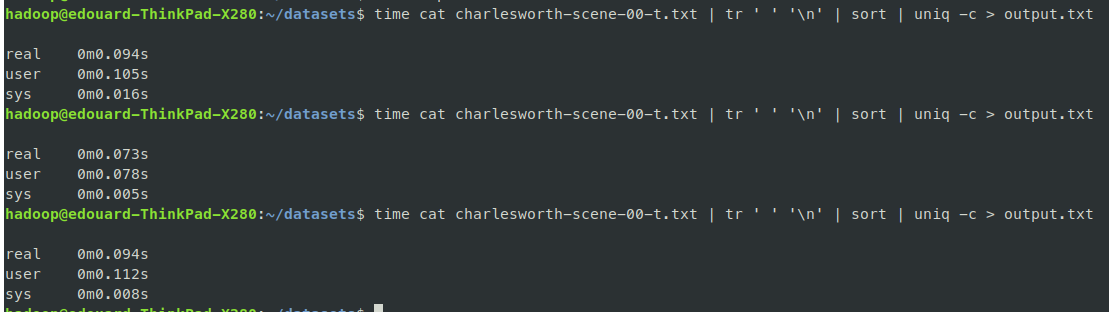 hadoop@edouard-ThinkPad-X280:~/datasets$ time cat charlesworth-scene-00-t.txt | tr ' ' '\n' | sort | uniq -c > output.txt
real 0m0.094s
user 0m0.105s
sys 0m0.016s
hadoop@edouard-ThinkPad-X280:~/datasets$ time cat charlesworth-scene-00-t.txt | tr ' ' '\n' | sort | uniq -c > output.txt
real 0m0.073s
user 0m0.078s
sys 0m0.005s
hadoop@edouard-ThinkPad-X280:~/datasets$ time cat charlesworth-scene-00-t.txt | tr ' ' '\n' | sort | uniq -c > output.txt
real 0m0.094s
user 0m0.112s
sys 0m0.008s
hadoop@edouard-ThinkPad-X280:~/datasets$